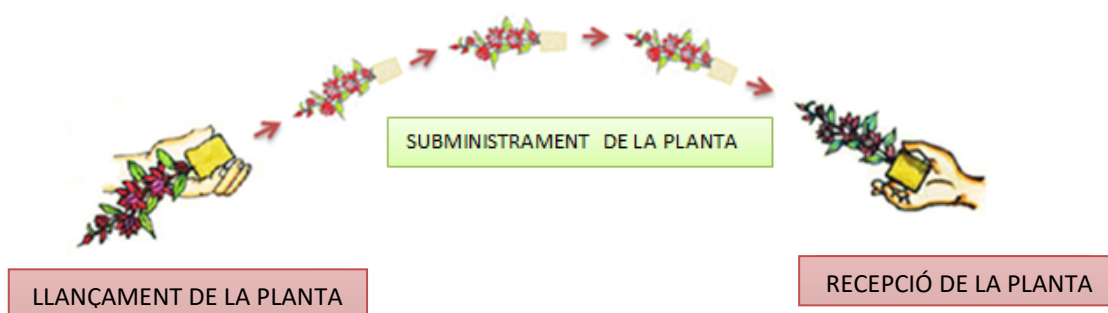 SUBMINISTRAMENT DE LA PLANTA
LLANÇAMENT DE LA PLANTA
RECEPCIÓ DE LA PLANTA